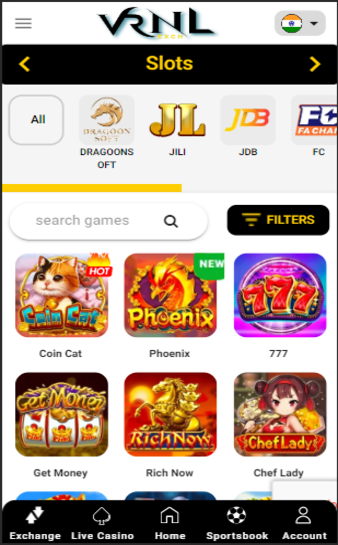 VRNL
EXCH
Slots
All
DRAGOON
SOFT
DRAGOONS
OFT
JL
JILI
JDB
JDB
FC
FA CHAI
FC
search games
FILTERS
HOT
Coin Cat
NEW
Phoenix
777
Coin Cat
Phoenix
777
Get Money
Rich Now
Chef Lady
Get Money
Rich Now
Chef Lady
Exchange
Live Casino
Home
Sportsbook
Account